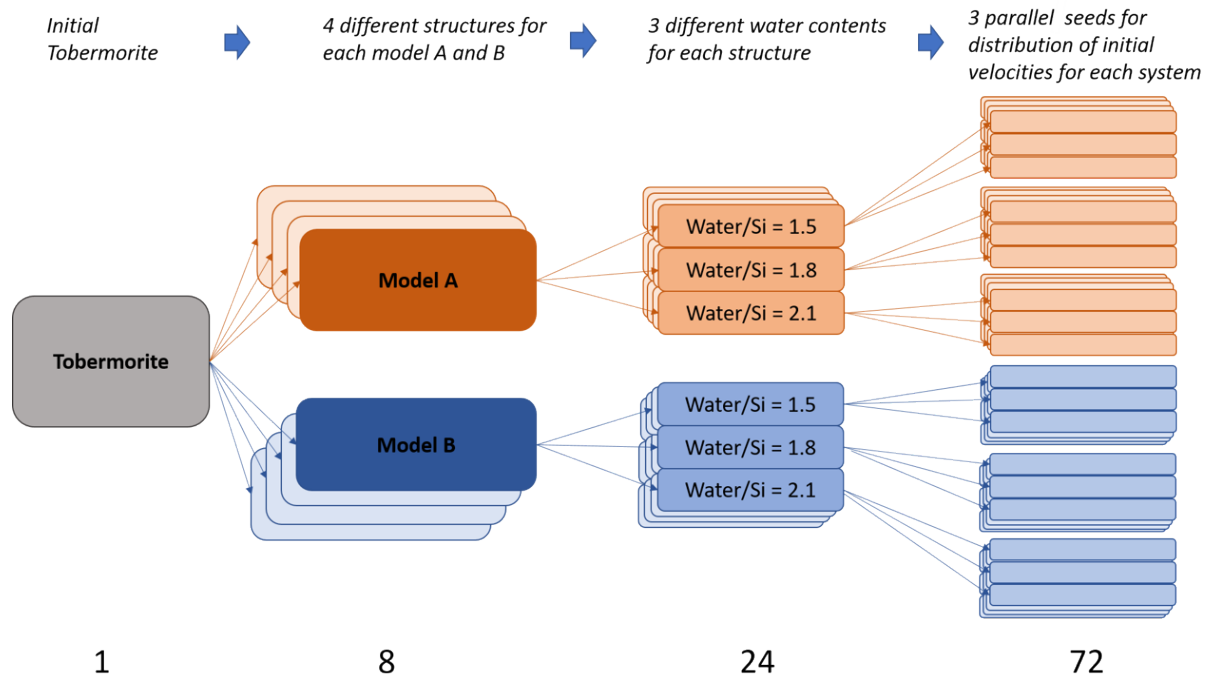 Initial
Tobermorite
4 different structures for
each model A and B
3 different water contents
for each structure
3 parallel seeds for
distribution of initial
velocities for each system
Tobermorite
Model A
Model B
Water/Si = 1.5
Water/Si = 1.8
Water/Si = 2.1
Water/Si = 1.5
Water/Si = 1.8
Water/Si = 2.1
1
8
24
72